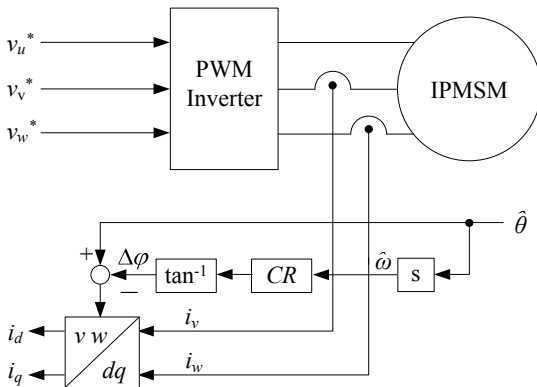 v_u*
v_v*
v_w*
PWM
Inverter
IPMSM
θ̂
+
Δφ
tan⁻¹
CR
ω̂
s
−
i_d
i_q
v w
dq
i_v
i_w